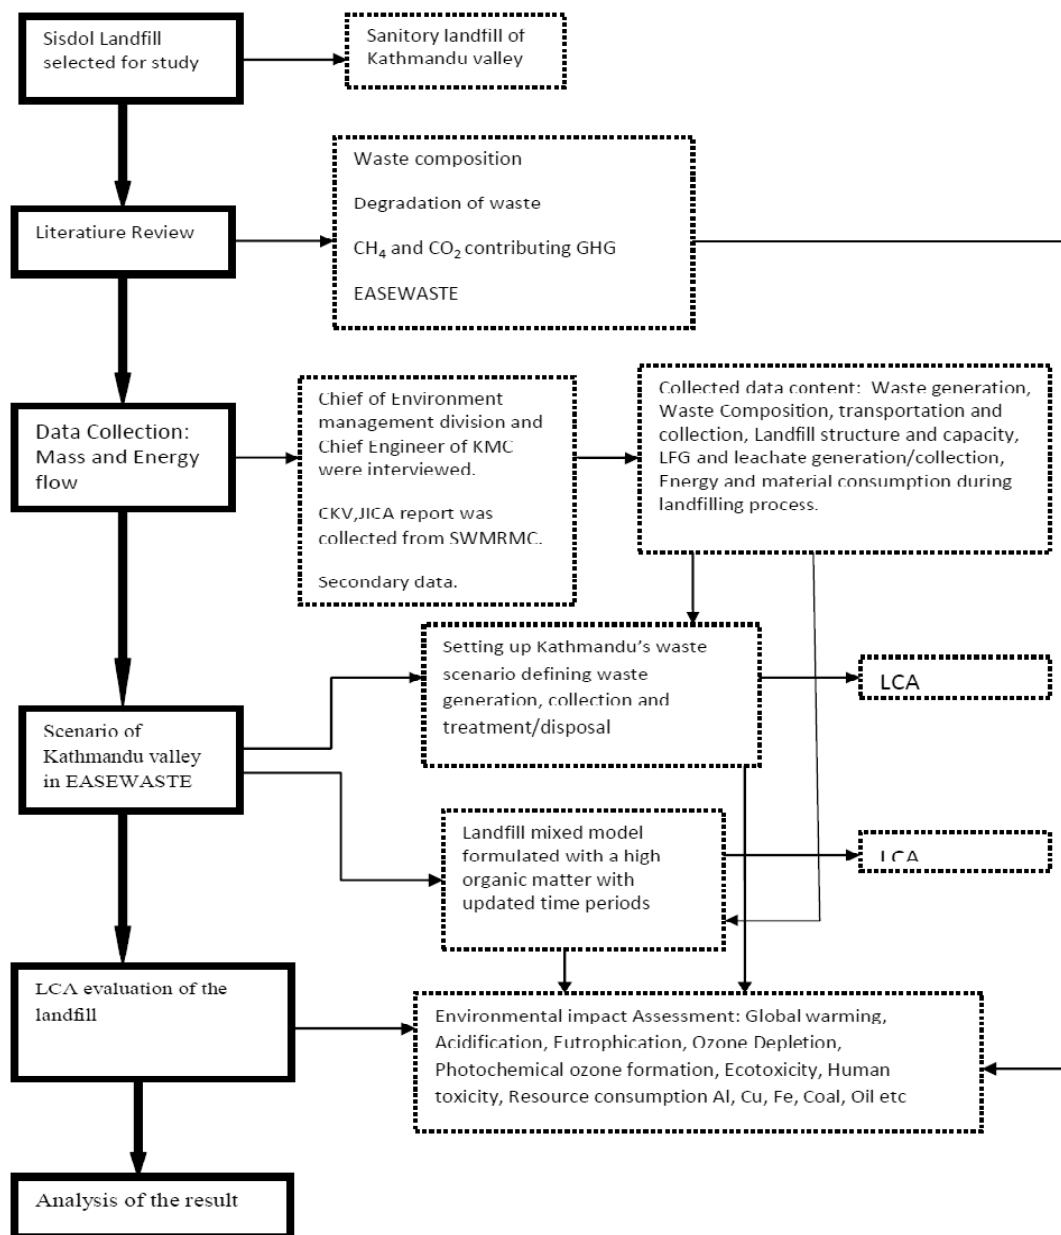 Sisdol Landfill
selected for study
Sanitory landfill of
Kathmandu valley
Literature Review
Waste composition
Degradation of waste
CH₄ and CO₂ contributing GHG
EASEWASTE
Data Collection:
Mass and Energy
flow
Chief of Environment
management division and
Chief Engineer of KMC
were interviewed.
CKV,JICA report was
collected from SWMRMC.
Secondary data.
Collected data content: Waste generation,
Waste Composition, transportation and
collection, Landfill structure and capacity,
LFG and leachate generation/collection,
Energy and material consumption during
landfilling process.
Scenario of
Kathmandu valley
in EASEWASTE
Setting up Kathmandu’s waste
scenario defining waste
generation, collection and
treatment/disposal
LCA
Landfill mixed model
formulated with a high
organic matter with
updated time periods
LCA
LCA evaluation of the
landfill
Environmental impact Assessment: Global warming,
Acidification, Eutrophication, Ozone Depletion,
Photochemical ozone formation, Ecotoxicity, Human
toxicity, Resource consumption Al, Cu, Fe, Coal, Oil etc
Analysis of the result